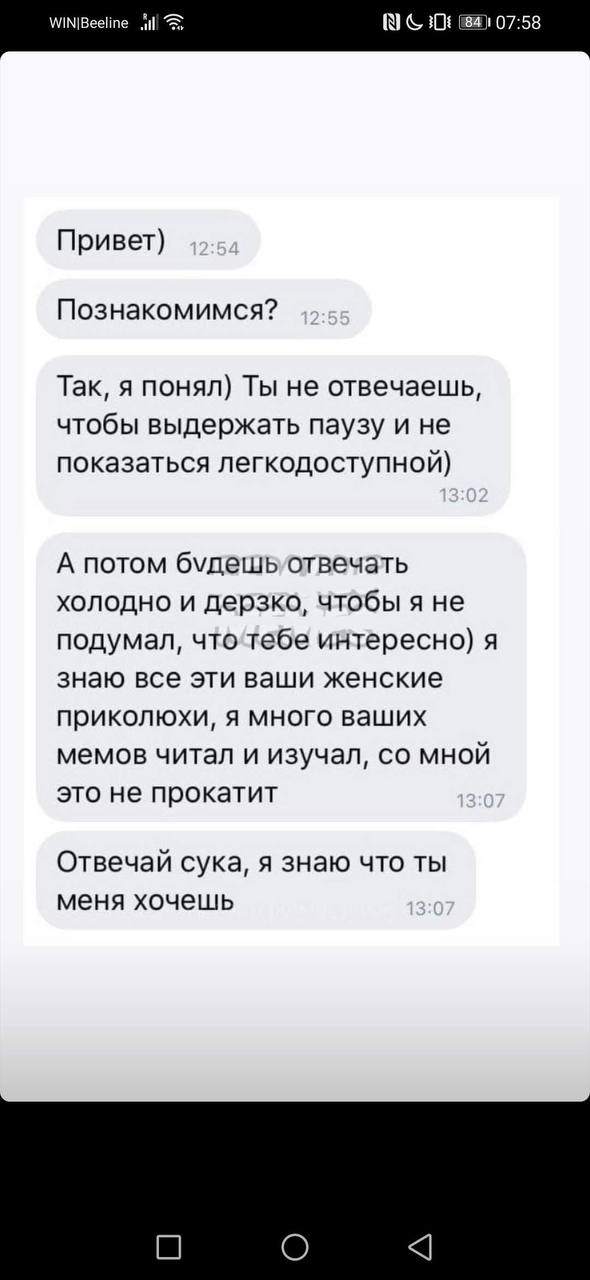 WIN|Beeline
84 07:58
Привет) 12:54
Познакомимся? 12:55
Так, я понял) Ты не отвечаешь,
чтобы выдержать паузу и не
показаться легкодоступной)
13:02
А потом будешь отвечать
холодно и дерзко, чтобы я не
подумал, что тебе интересно) я
знаю все эти ваши женские
приколюхи, я много ваших
мемов читал и изучал, со мной
это не прокатит 13:07
Отвечай сука, я знаю что ты
меня хочешь 13:07